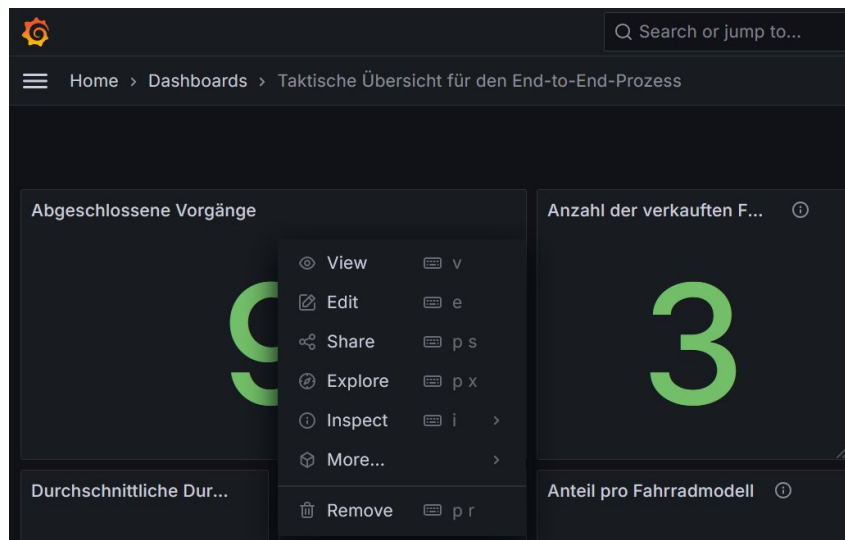 Search or jump to...
Home › Dashboards › Taktische Übersicht für den End-to-End-Prozess
Abgeschlossene Vorgänge
Anzahl der verkauften F...
9
3
View v
Edit e
Share p s
Explore p x
Inspect i ›
More... ›
Remove p r
Durchschnittliche Dur...
Anteil pro Fahrradmodell